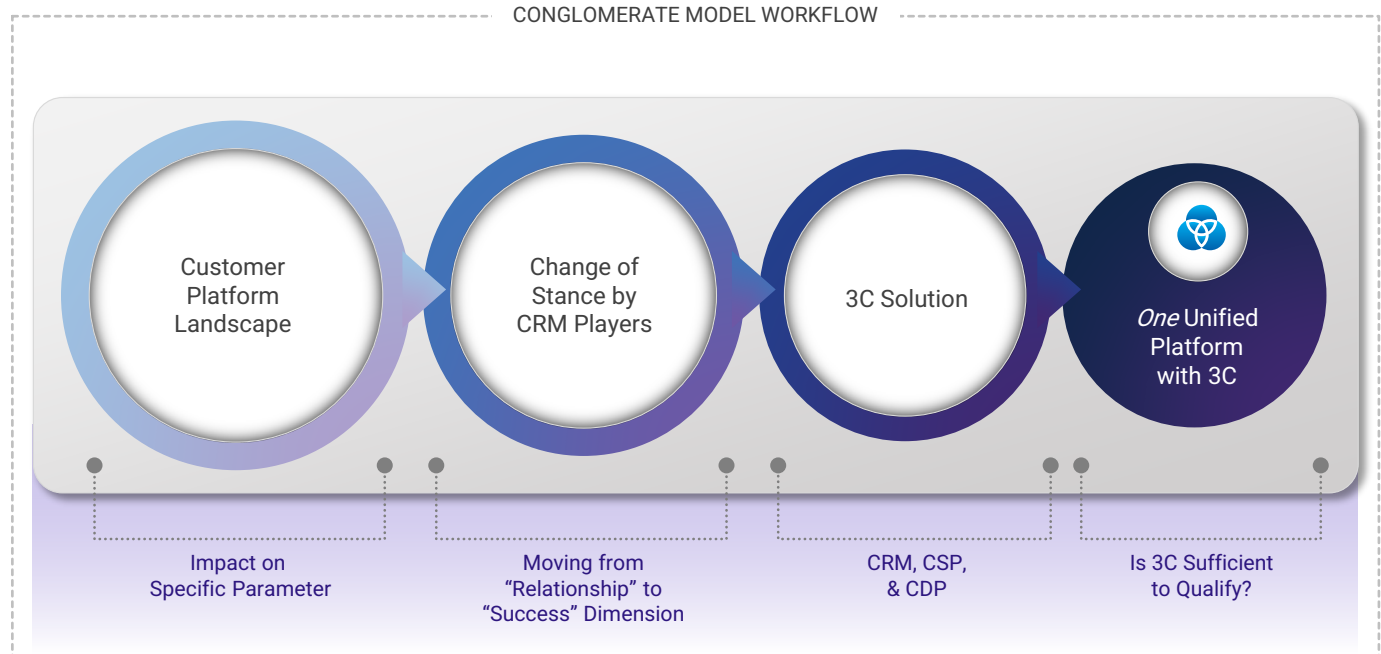 CONGLOMERATE MODEL WORKFLOW
Customer
Platform
Landscape
Change of
Stance by
CRM Players
3C Solution
One Unified
Platform
with 3C
Impact on
Specific Parameter
Moving from
“Relationship” to
“Success” Dimension
CRM, CSP,
& CDP
Is 3C Sufficient
to Qualify?